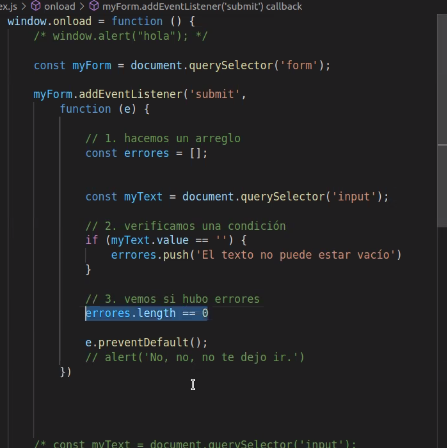 ex.js > onload > myForm.addEventListener('submit') callback
window.onload = function () {
/* window.alert("hola"); */
const myForm = document.querySelector('form');
myForm.addEventListener('submit',
function (e) {
// 1. hacemos un arreglo
const errores = [];
const myText = document.querySelector('input');
// 2. verificamos una condición
if (myText.value == '') {
errores.push('El texto no puede estar vacío')
}
// 3. vemos si hubo errores
errores.length == 0
e.preventDefault();
// alert('No, no, no te dejo ir.')
})
/* const myText = document.querySelector('input');